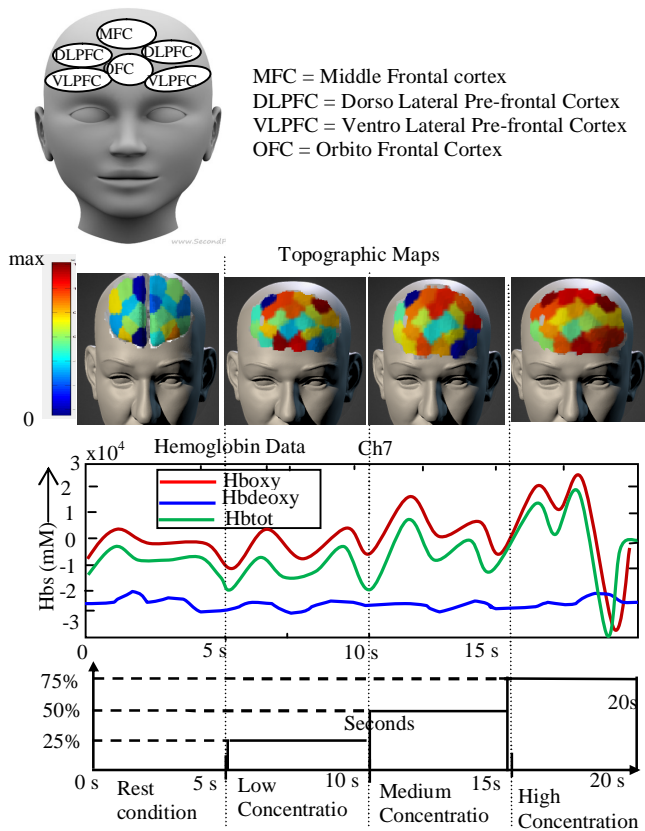 MFC
DLPFC DLPFC
OFC
VLPFC VLPFC
www.SecondP
MFC = Middle Frontal cortex
DLPFC = Dorso Lateral Pre-frontal Cortex
VLPFC = Ventro Lateral Pre-frontal Cortex
OFC = Orbito Frontal Cortex
max
Topographic Maps
0
x10⁴ Hemoglobin Data Ch7
Hbs (mM)
3
2
1
0
-1
-2
-3
Hboxy
Hbdeoxy
Hbtot
0 5 s 10 s 15 s
75%
50%
25%
Seconds
20s
0 s 5 s 10 s 15s 20 s
Rest condition
Low Concentratio
Medium Concentratio
High Concentration